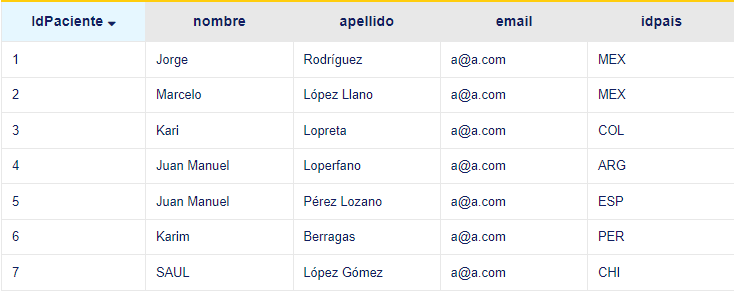 IdPaciente nombre apellido email idpais
1 Jorge Rodríguez a@a.com MEX
2 Marcelo López Llano a@a.com MEX
3 Kari Lopreta a@a.com COL
4 Juan Manuel Loperfano a@a.com ARG
5 Juan Manuel Pérez Lozano a@a.com ESP
6 Karim Berragas a@a.com PER
7 SAUL López Gómez a@a.com CHI